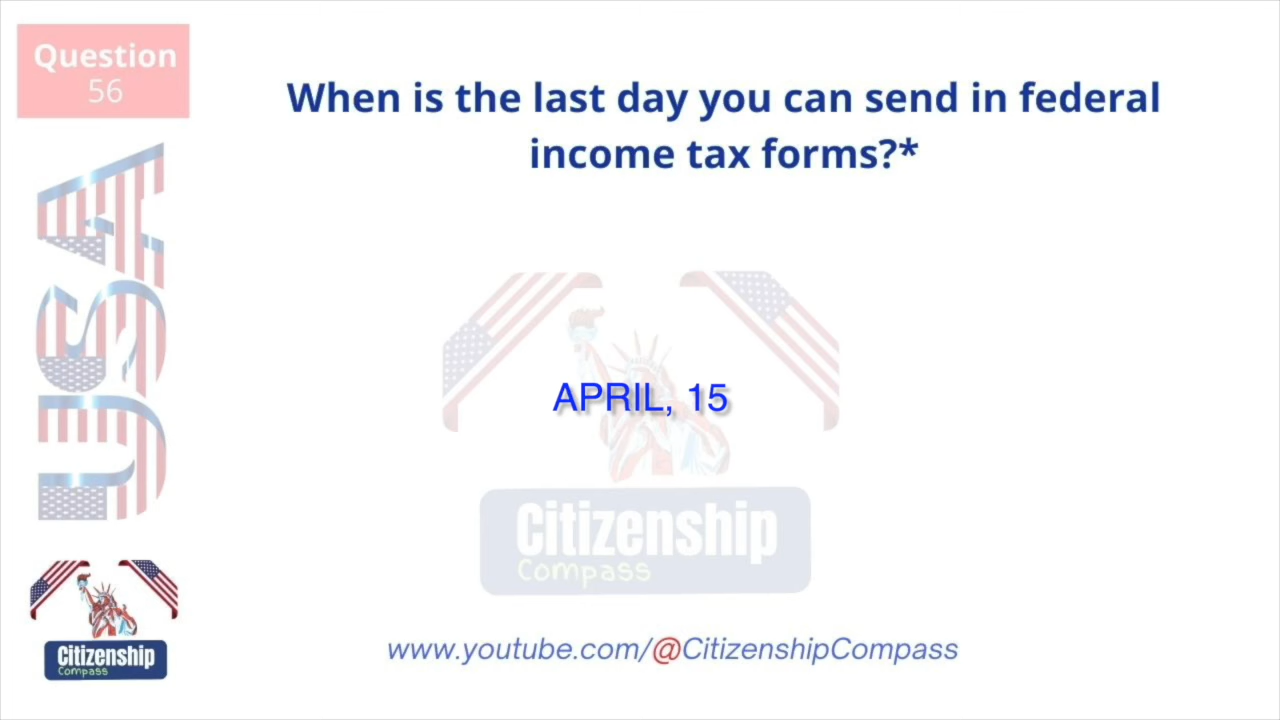 Question
56
When is the last day you can send in federal
income tax forms?*
USA
APRIL, 15
Citizenship
Compass
Citizenship
Compass
www.youtube.com/@CitizenshipCompass